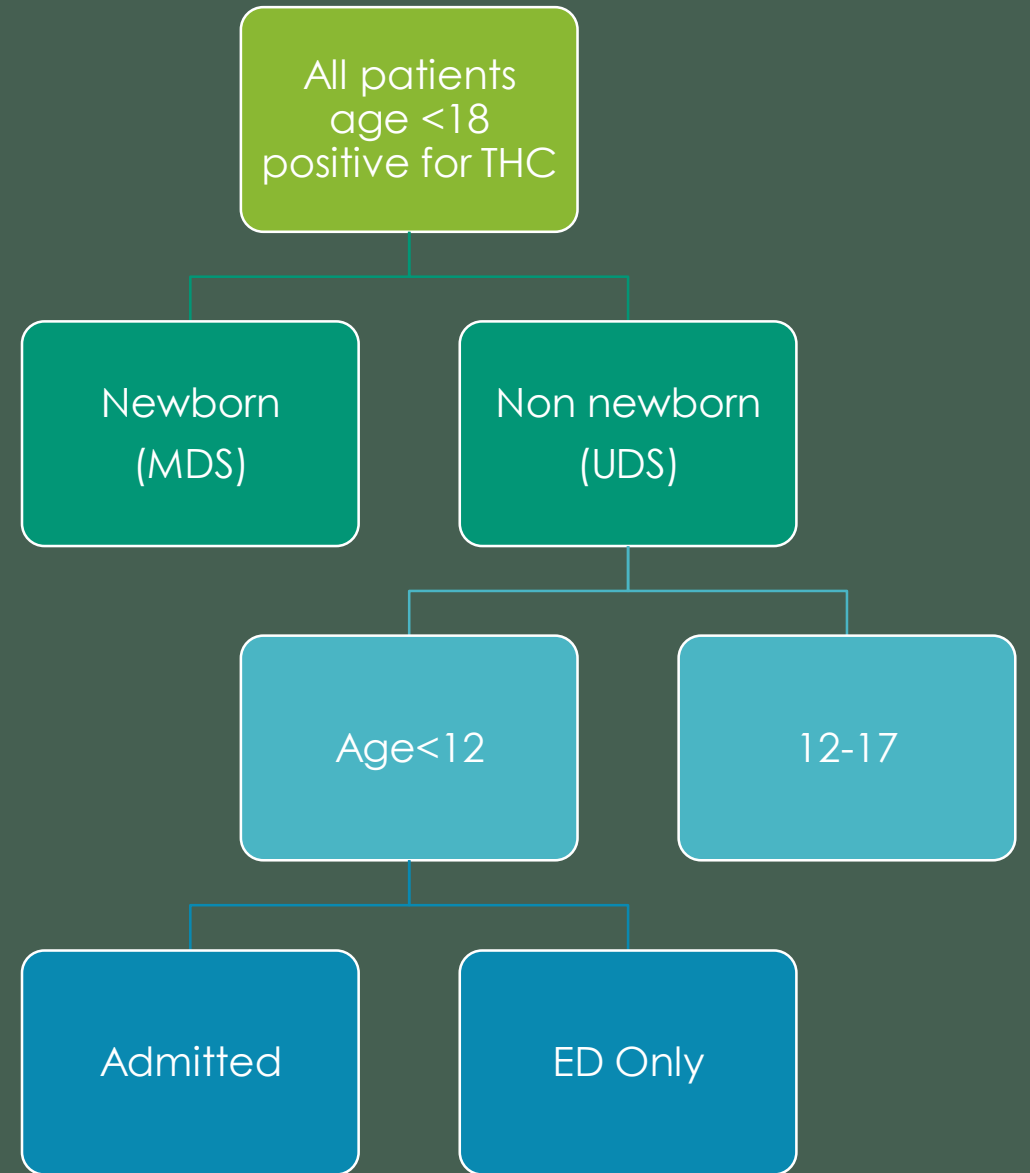 All patients
age <18
positive for THC
Newborn
(MDS)
Non newborn
(UDS)
Age<12
12-17
Admitted
ED Only